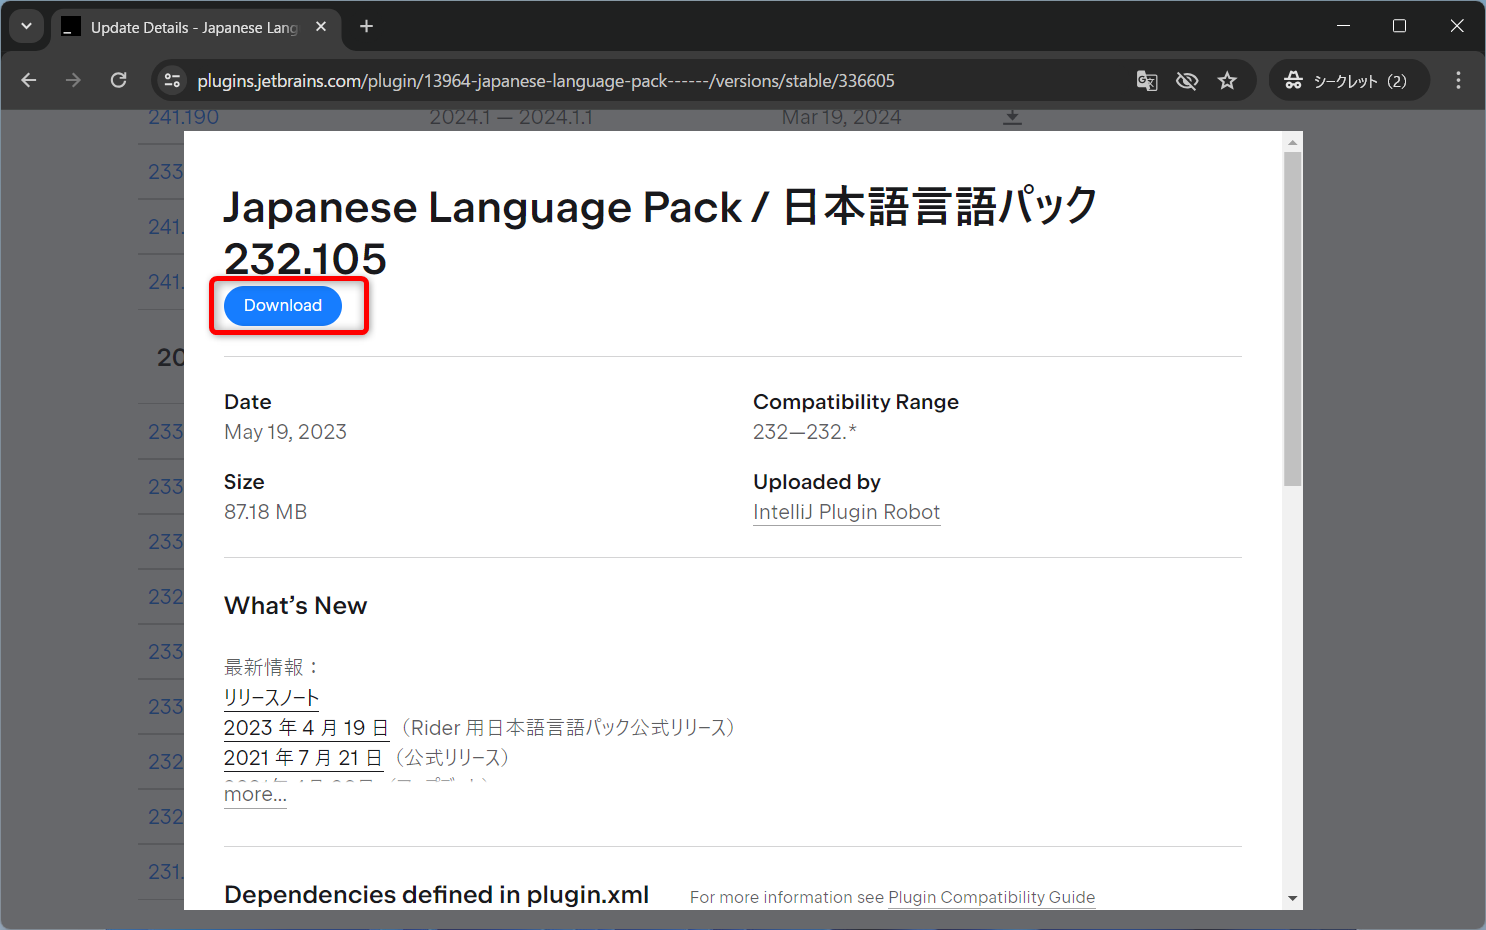 Update Details - Japanese Lang
plugins.jetbrains.com/plugin/13964-japanese-language-pack------/versions/stable/336605
シークレット (2)
241.190 2024.1 — 2024.1.1 Mar 19, 2024
233
241.
241.
20
233
233
233
232
233
233
232
232
231.
Japanese Language Pack / 日本語言語パック
232.105
Download
Date
May 19, 2023
Compatibility Range
232—232.*
Size
87.18 MB
Uploaded by
IntelliJ Plugin Robot
What's New
最新情報：
リリースノート
2023 年 4 月 19 日（Rider 用日本語言語パック公式リリース）
2021 年 7 月 21 日（公式リリース）
more...
Dependencies defined in plugin.xml For more information see Plugin Compatibility Guide